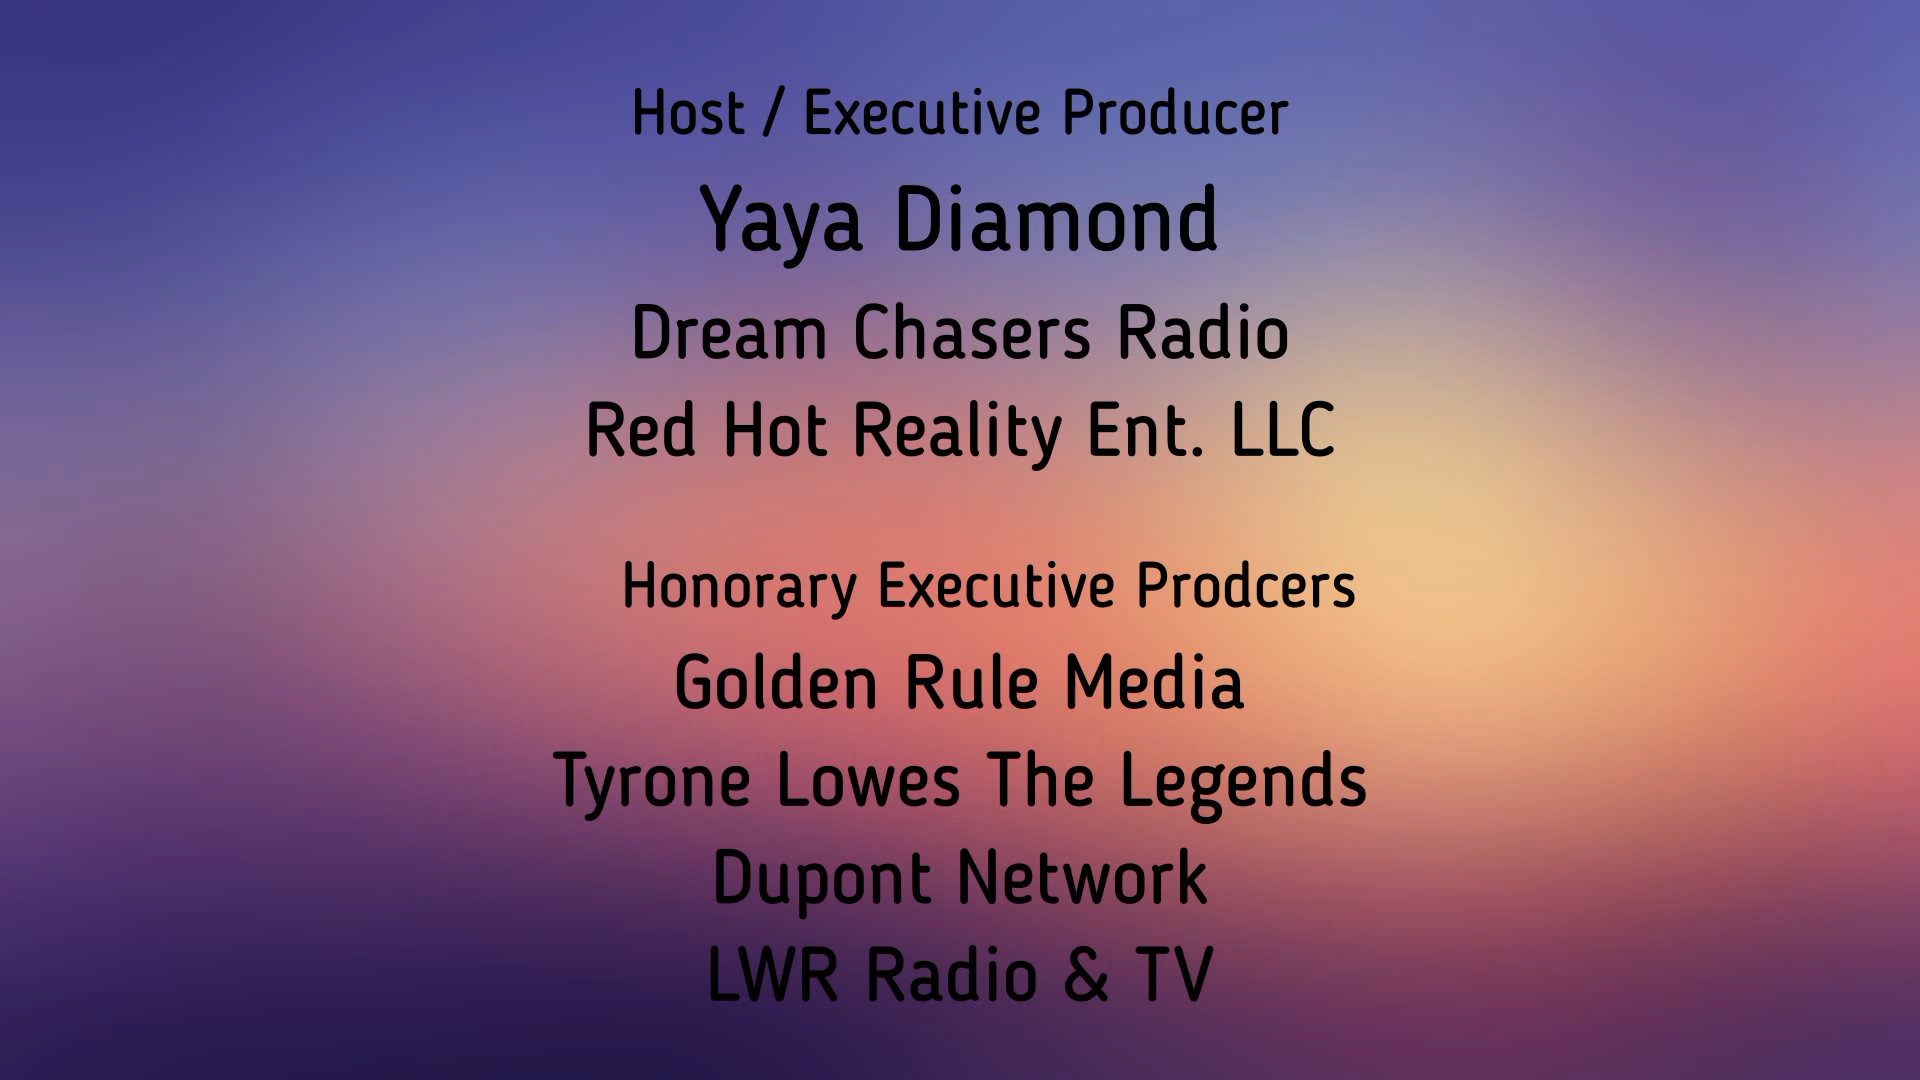 Host / Executive Producer
Yaya Diamond
Dream Chasers Radio
Red Hot Reality Ent. LLC
Honorary Executive Prodcers
Golden Rule Media
Tyrone Lowes The Legends
Dupont Network
LWR Radio & TV